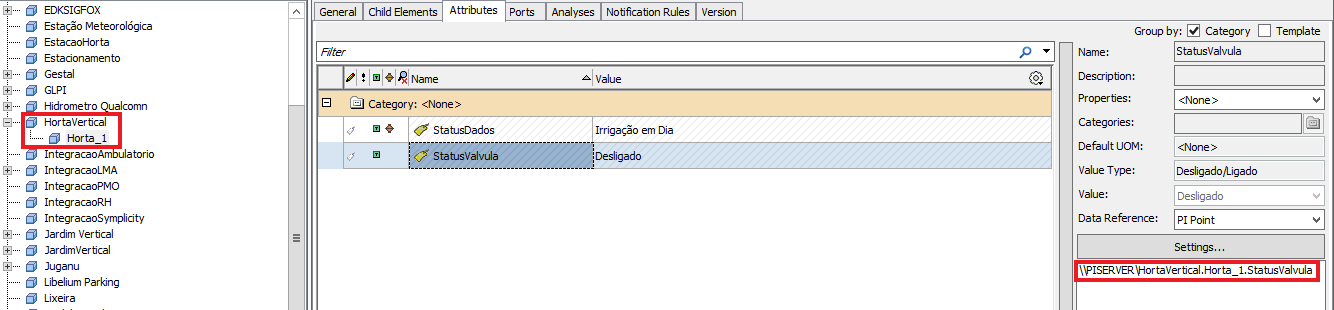 EDKSIGFOX
Estação Meteorológica
EstacaoHorta
Estacionamento
Gestal
GLPI
Hidrometro Qualcomn
HortaVertical
Horta_1
IntegracaoAmbulatorio
IntegracaoLMA
IntegracaoPMO
IntegracaoRH
IntegracaoSymplicity
Jardim Vertical
JardimVertical
Juganu
Libelium Parking
Lixeira
General Child Elements Attributes Ports Analyses Notification Rules Version
Group by: Category Template
Filter
Name Value
Category: <None>
StatusDados Irrigação em Dia
StatusValvula Desligado
Name: StatusValvula
Description:
Properties: <None>
Categories:
Default UOM: <None>
Value Type: Desligado/Ligado
Value: Desligado
Data Reference: PI Point
Settings...
\\PISERVER\HortaVertical.Horta_1.StatusValvula